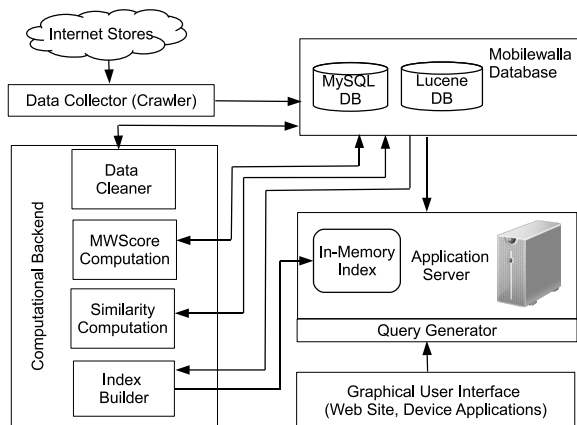 Internet Stores
Data Collector (Crawler)
Mobilewalla
Database
MySQL
DB
Lucene
DB
Computational Backend
Data
Cleaner
MWScore
Computation
Similarity
Computation
Index
Builder
In-Memory
Index
Application
Server
Query Generator
Graphical User Interface
(Web Site, Device Applications)